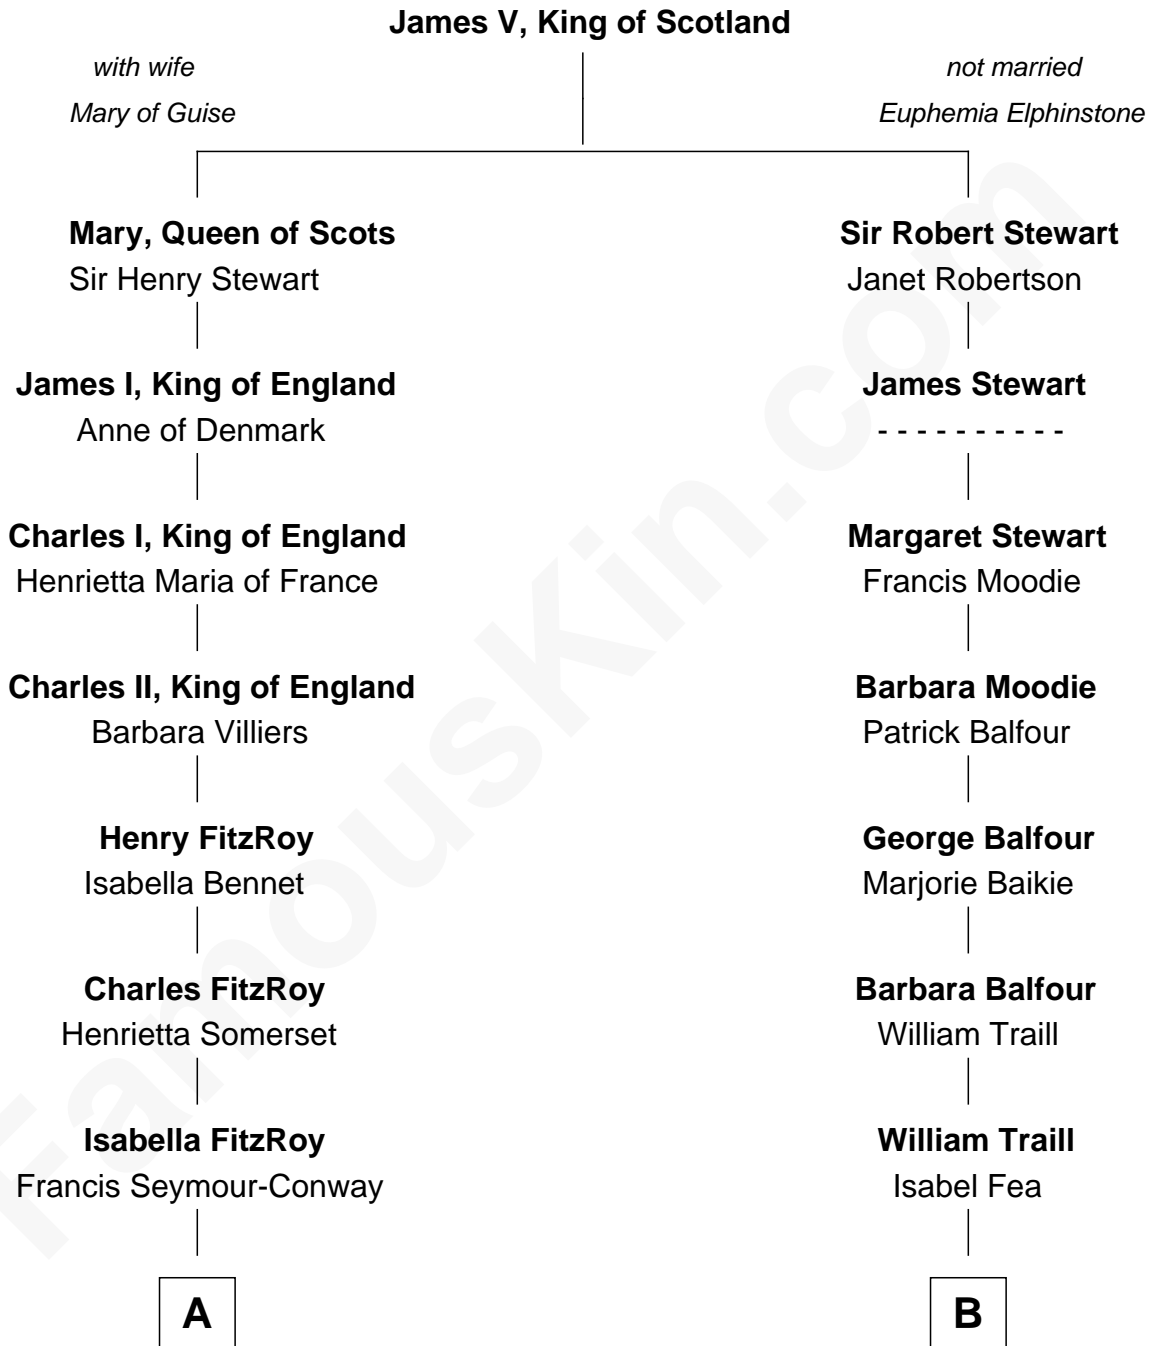 James V, King of Scotland
with wife
Mary of Guise
not married
Euphemia Elphinstone
Mary, Queen of Scots
Sir Henry Stewart
Sir Robert Stewart
Janet Robertson
James I, King of England
Anne of Denmark
James Stewart
- - - - - - - - - -
Charles I, King of England
Henrietta Maria of France
Margaret Stewart
Francis Moodie
Charles II, King of England
Barbara Villiers
Barbara Moodie
Patrick Balfour
Henry FitzRoy
Isabella Bennet
George Balfour
Marjorie Baikie
Charles FitzRoy
Henrietta Somerset
Barbara Balfour
William Traill
Isabella FitzRoy
Francis Seymour-Conway
William Traill
Isabel Fea
A
B
FamousKin.com